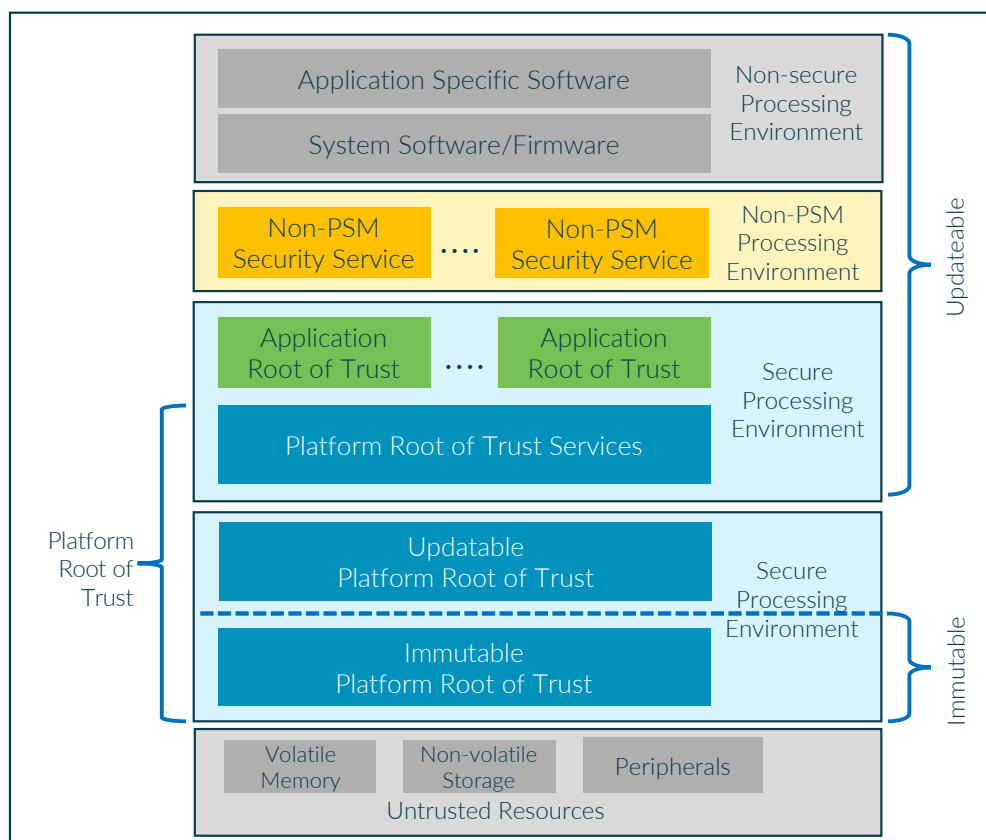 Application Specific Software
System Software/Firmware
Non-secure
Processing
Environment
Non-PSM
Security Service
....
Non-PSM
Security Service
Non-PSM
Processing
Environment
Updateable
Application
Root of Trust
....
Application
Root of Trust
Platform Root of Trust Services
Secure
Processing
Environment
Platform
Root of
Trust
Updatable
Platform Root of Trust
Immutable
Platform Root of Trust
Secure
Processing
Environment
Immutable
Volatile
Memory
Non-volatile
Storage
Peripherals
Untrusted Resources